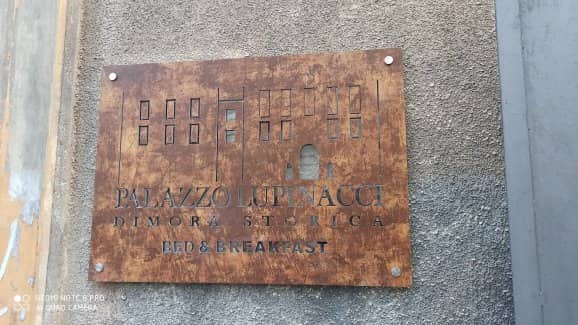 PALAZZO LUPINACCI
DIMORA STORICA
BED & BREAKFAST
REDMI NOTE 8 PRO
AI QUAD CAMERA